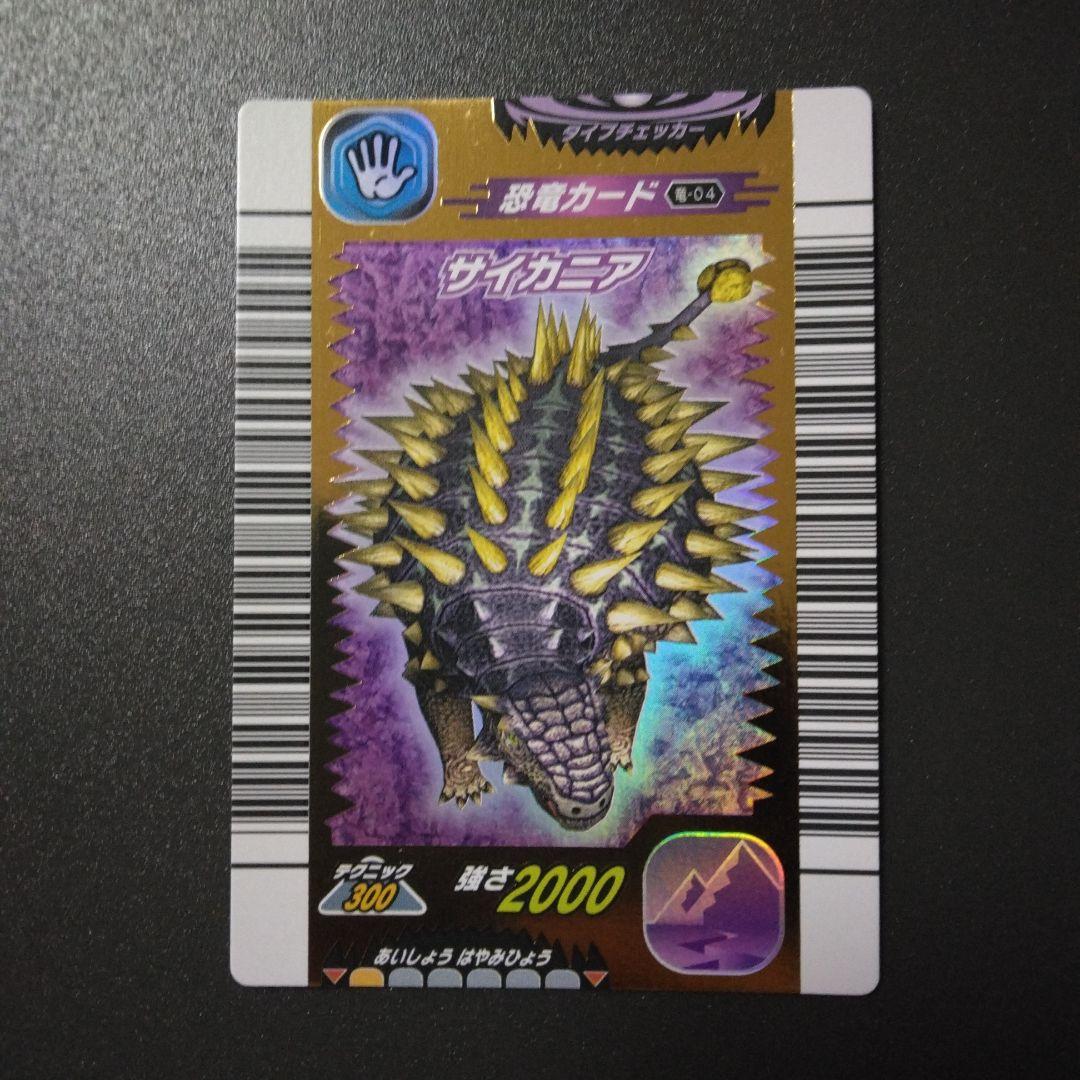 タイプチェッカー
恐竜カード 竜-04
サイカニア
テクニック
300
強さ2000
あいしょう はやみひょう